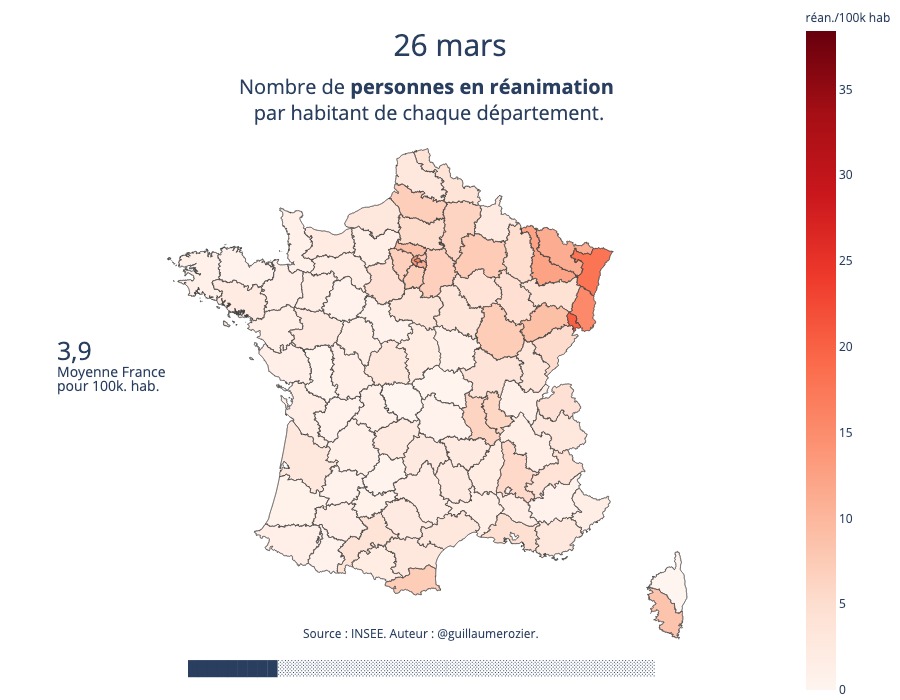 26 mars
Nombre de personnes en réanimation
par habitant de chaque département.
3,9
Moyenne France
pour 100k. hab.
Source : INSEE. Auteur : @guillaumerozier.
réan./100k hab
35
30
25
20
15
10
5
0